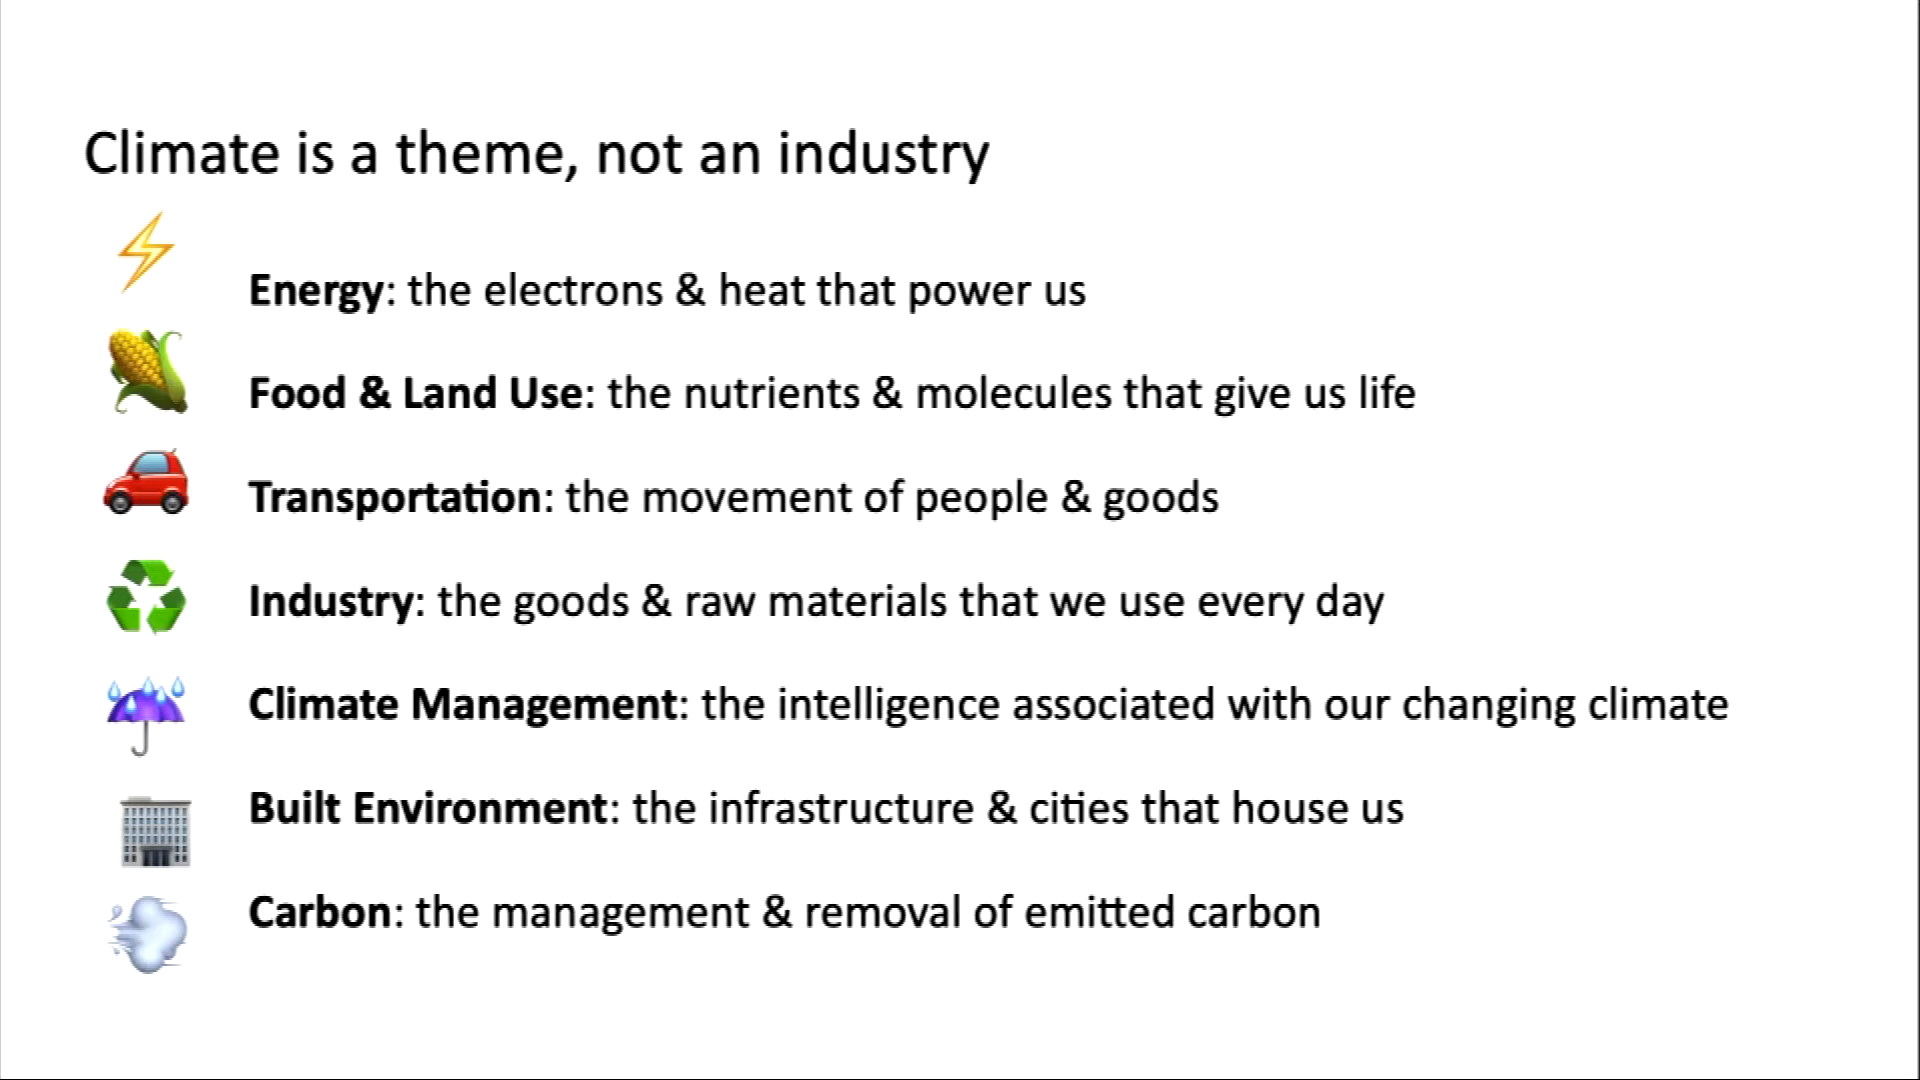 Climate is a theme, not an industry
Energy: the electrons & heat that power us
Food & Land Use: the nutrients & molecules that give us life
Transportation: the movement of people & goods
Industry: the goods & raw materials that we use every day
Climate Management: the intelligence associated with our changing climate
Built Environment: the infrastructure & cities that house us
Carbon: the management & removal of emitted carbon